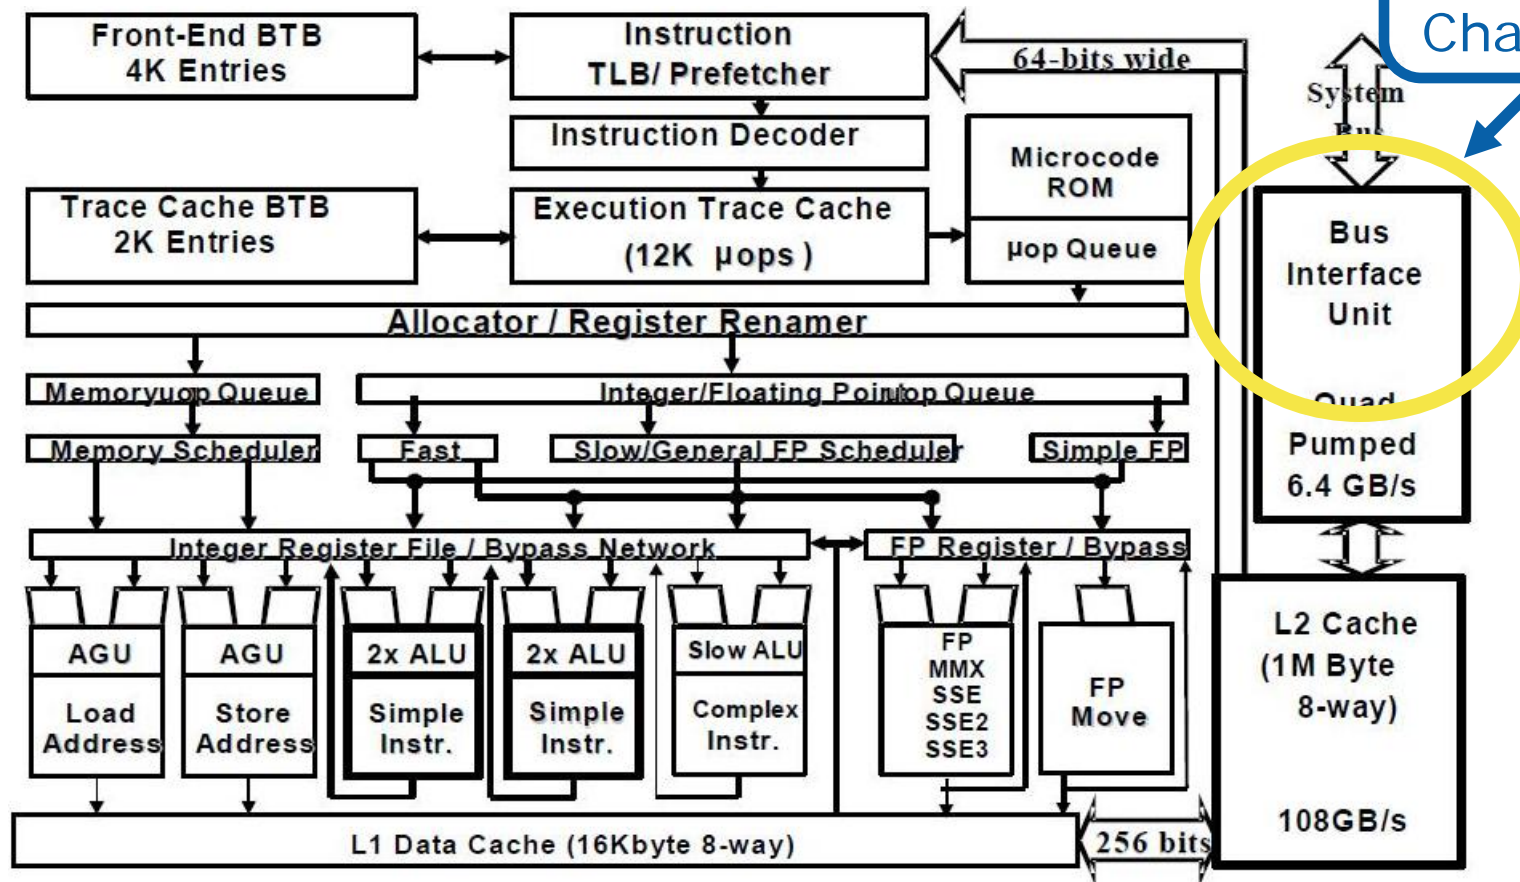 Front-End BTB
4K Entries
Instruction
TLB/ Prefetcher
64-bits wide
System
Bus
Instruction Decoder
Microcode
ROM
Trace Cache BTB
2K Entries
Execution Trace Cache
(12K µops )
µop Queue
Bus
Interface
Unit
Quad
Pumped
6.4 GB/s
Allocator / Register Renamer
Memory uop Queue
Integer/Floating Point uop Queue
Memory Scheduler
Fast
Slow/General FP Scheduler
Simple FP
Integer Register File / Bypass Network
FP Register / Bypass
AGU
Load
Address
AGU
Store
Address
2x ALU
Simple
Instr.
2x ALU
Simple
Instr.
Slow ALU
Complex
Instr.
FP
MMX
SSE
SSE2
SSE3
FP
Move
L2 Cache
(1M Byte
8-way)
108GB/s
L1 Data Cache (16Kbyte 8-way)
256 bits